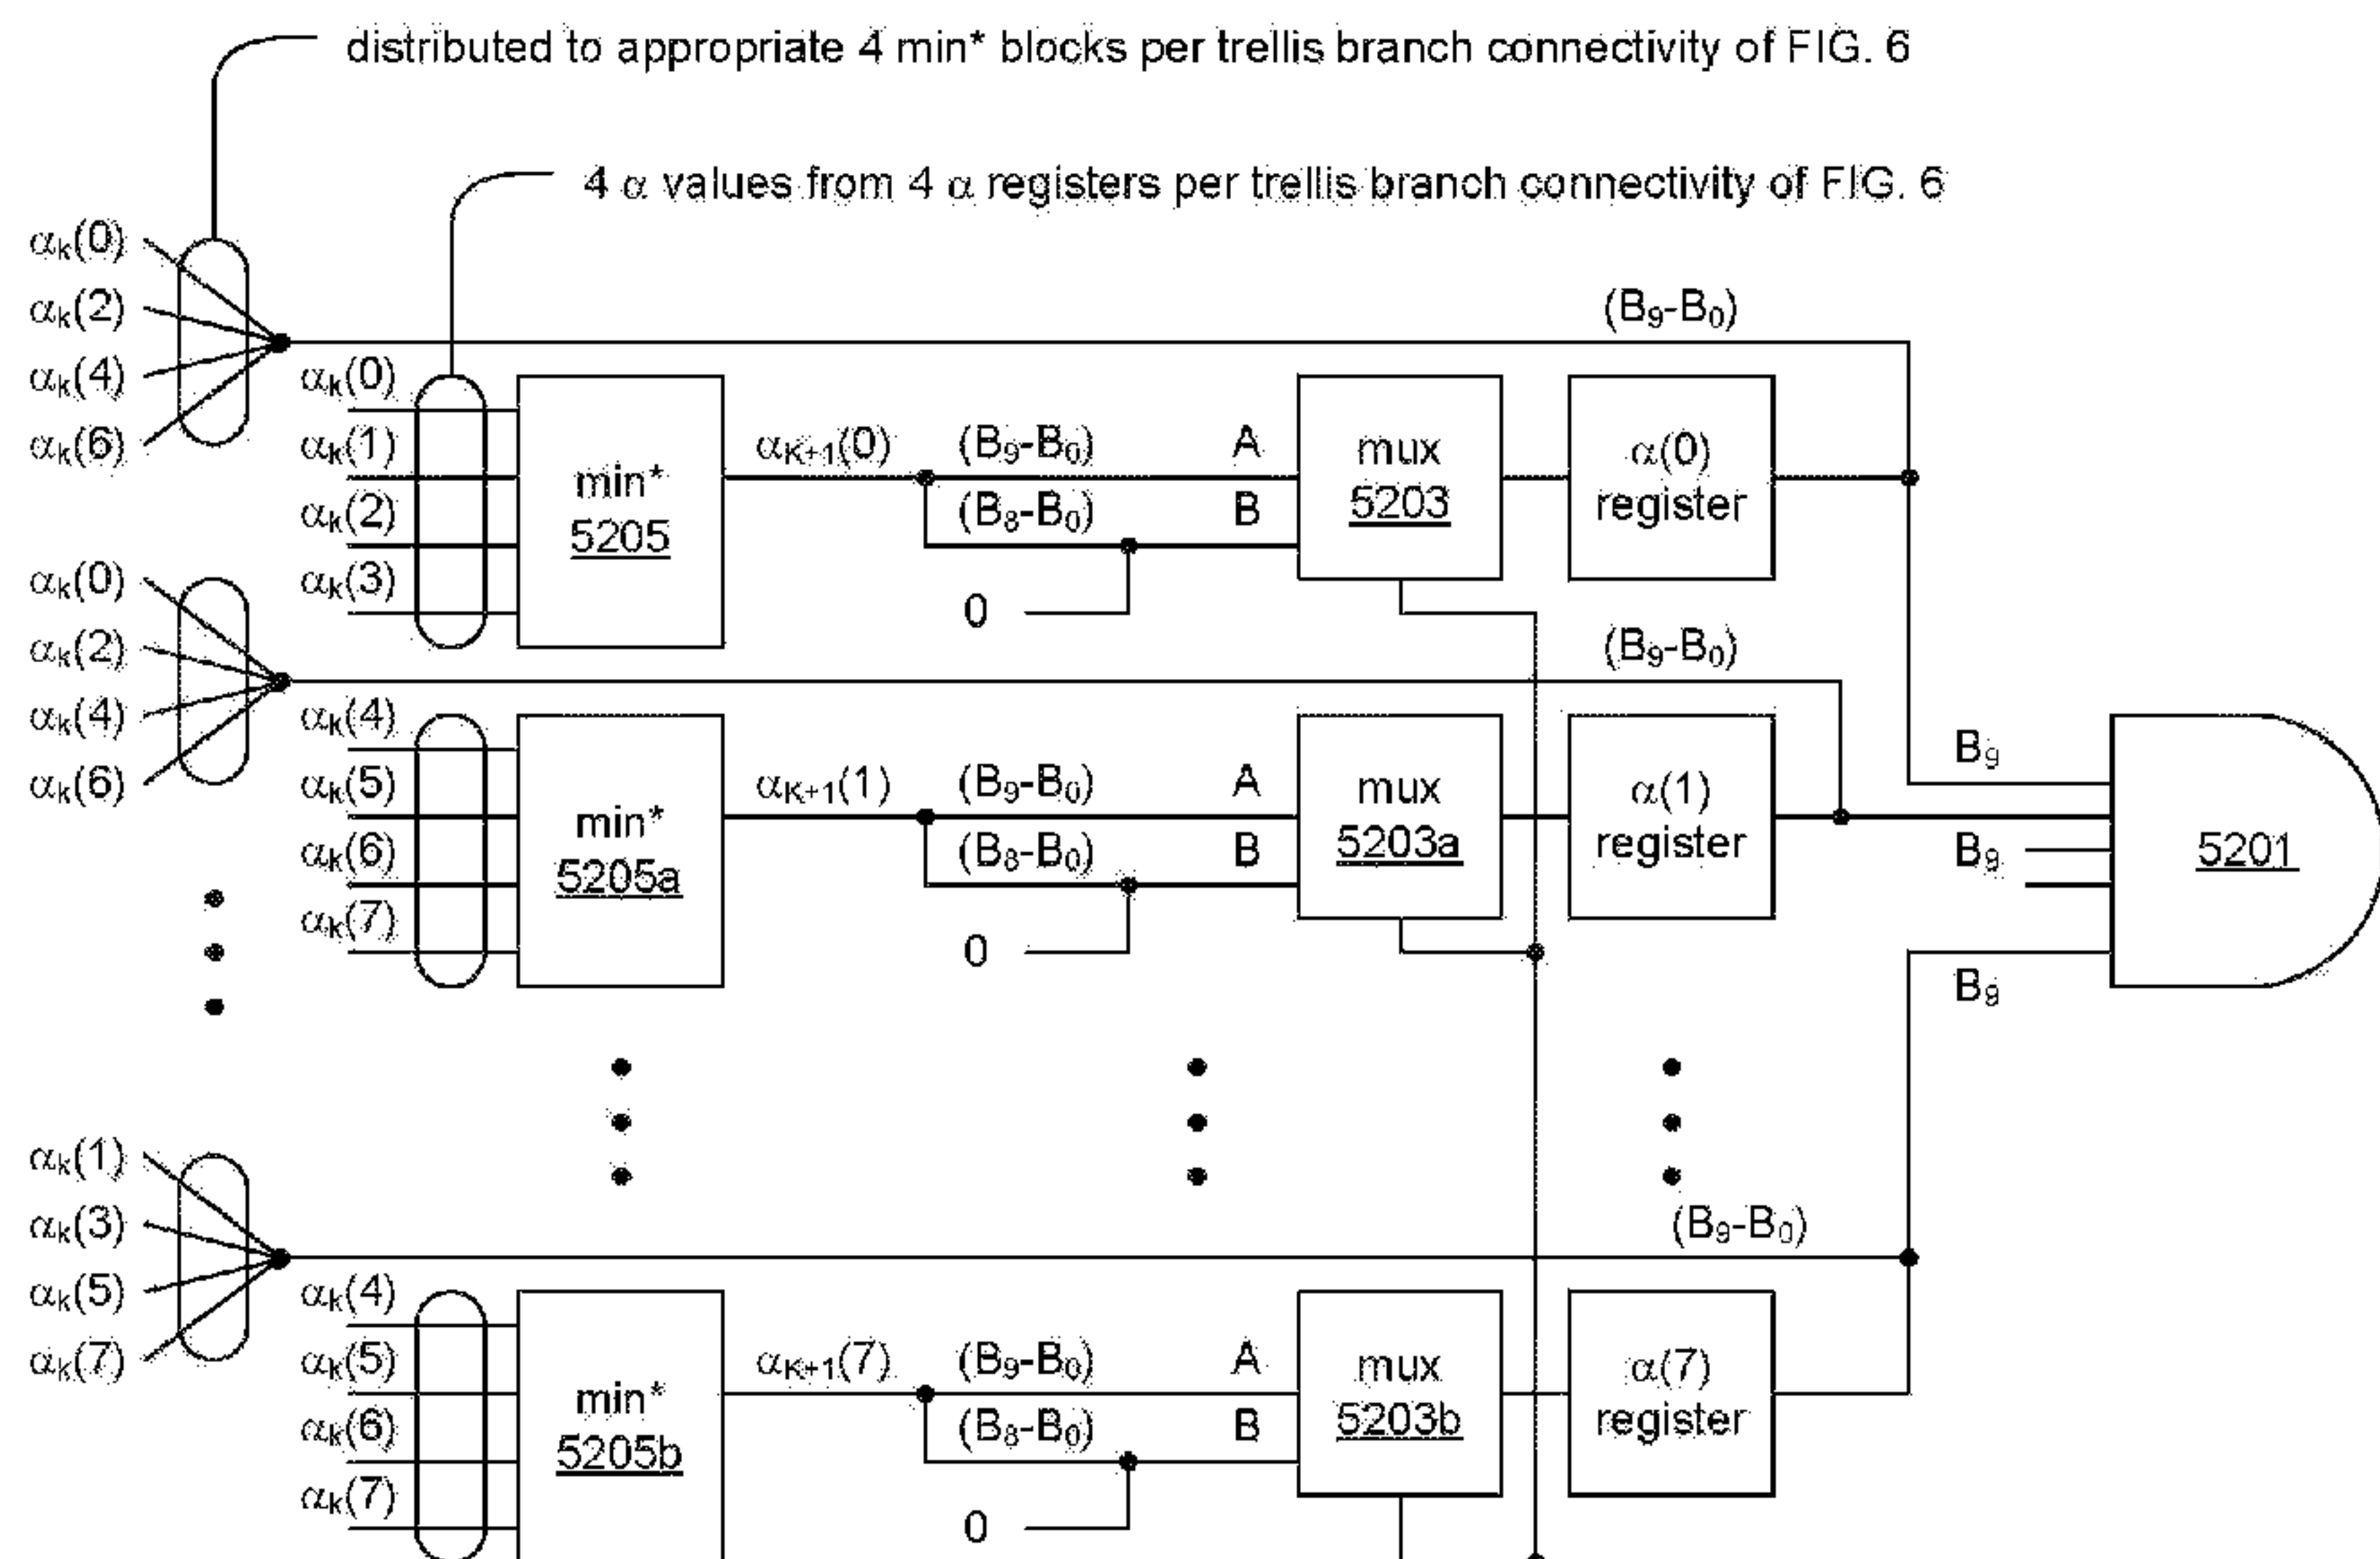 distributed to appropriate 4 min* blocks per trellis branch connectivity of FIG. 6
4 α values from 4 α registers per trellis branch connectivity of FIG. 6
αk(0)
αk(2)
αk(4)
αk(6)
(B9-B0)
αk(0)
αk(1)
αk(2)
αk(3)
min*
5205
αK+1(0)
(B9-B0)
A
(B8-B0)
B
0
mux
5203
α(0)
register
αk(0)
αk(2)
αk(4)
αk(6)
(B9-B0)
αk(4)
αk(5)
αk(6)
αk(7)
min*
5205a
αK+1(1)
(B9-B0)
A
(B8-B0)
B
0
mux
5203a
α(1)
register
B9
B9
B9
5201
αk(1)
αk(3)
αk(5)
αk(7)
(B9-B0)
αk(4)
αk(5)
αk(6)
αk(7)
min*
5205b
αK+1(7)
(B9-B0)
A
(B8-B0)
B
0
mux
5203b
α(7)
register